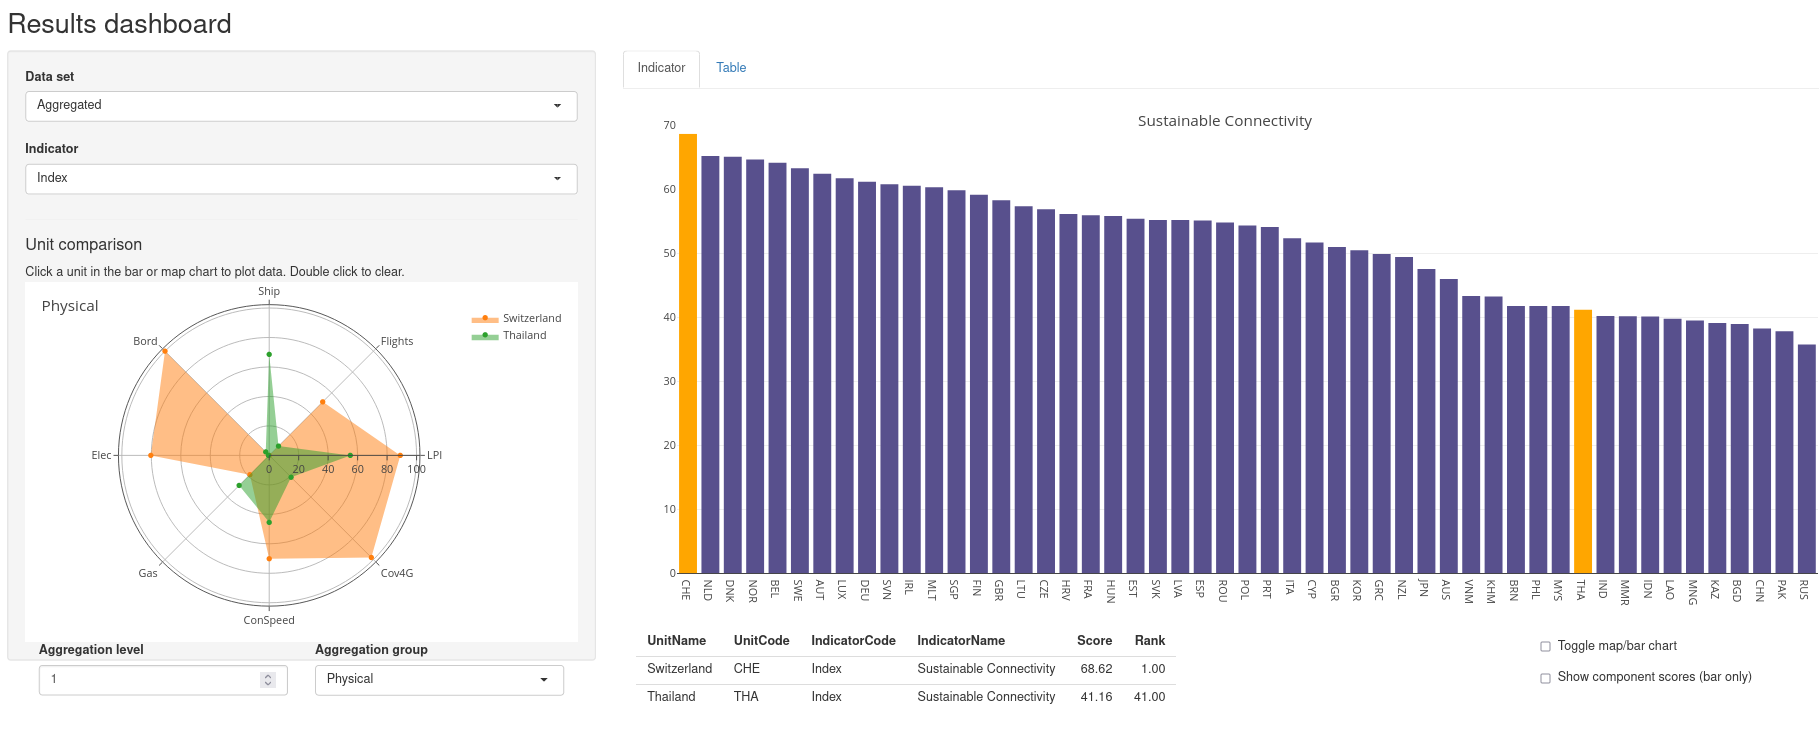 Results dashboard
Data set
Aggregated
Indicator
Index
Unit comparison
Click a unit in the bar or map chart to plot data. Double click to clear.
Physical
Ship
Flights
LPI
Cov4G
ConSpeed
Gas
Elec
Bord
0 20 40 60 80 100
Switzerland
Thailand
Aggregation level
1
Aggregation group
Physical
Indicator
Table
Sustainable Connectivity
70
60
50
40
30
20
10
0
CHE NLD DNK NOR BEL SWE AUT LUX DEU SVN IRL MLT SGP FIN GBR LTU CZE HRV FRA HUN EST SVK LVA ESP ROU POL PRT ITA CYP BGR KOR GRC NZL JPN AUS VNM KHM BRN PHL MYS THA IND MMR IDN LAO MNG KAZ BGD CHN PAK RUS
UnitName UnitCode IndicatorCode IndicatorName Score Rank
Switzerland CHE Index Sustainable Connectivity 68.62 1.00
Thailand THA Index Sustainable Connectivity 41.16 41.00
Toggle map/bar chart
Show component scores (bar only)